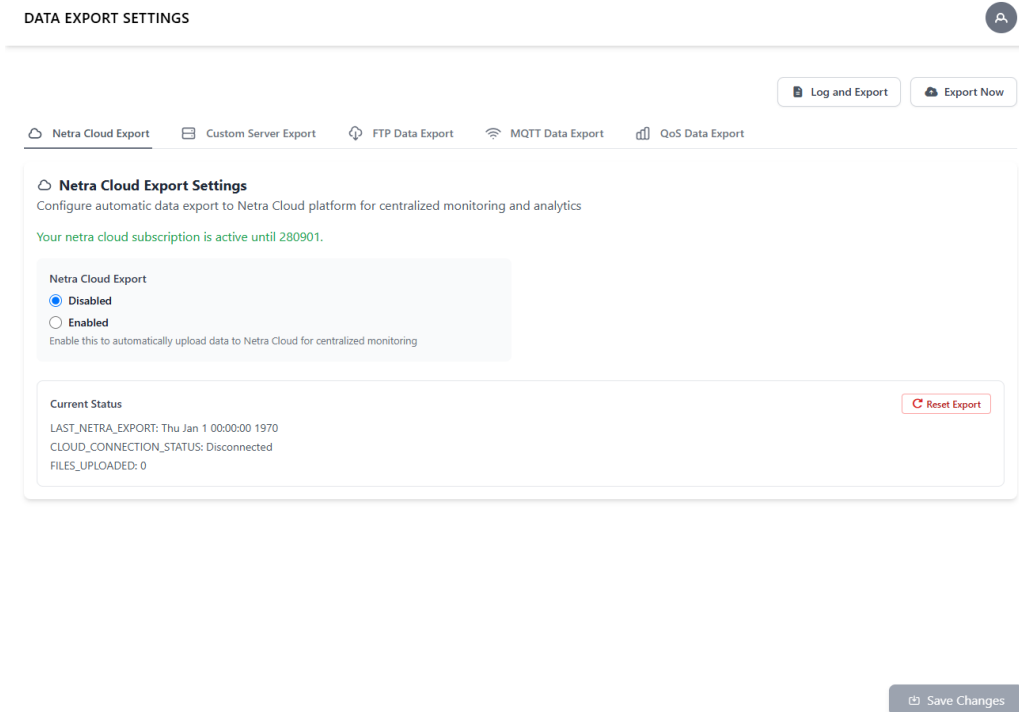 DATA EXPORT SETTINGS
Log and Export
Export Now
Netra Cloud Export
Custom Server Export
FTP Data Export
MQTT Data Export
QoS Data Export
Netra Cloud Export Settings
Configure automatic data export to Netra Cloud platform for centralized monitoring and analytics
Your netra cloud subscription is active until 280901.
Netra Cloud Export
Disabled
Enabled
Enable this to automatically upload data to Netra Cloud for centralized monitoring
Current Status
Reset Export
LAST_NETRA_EXPORT: Thu Jan 1 00:00:00 1970
CLOUD_CONNECTION_STATUS: Disconnected
FILES_UPLOADED: 0
Save Changes